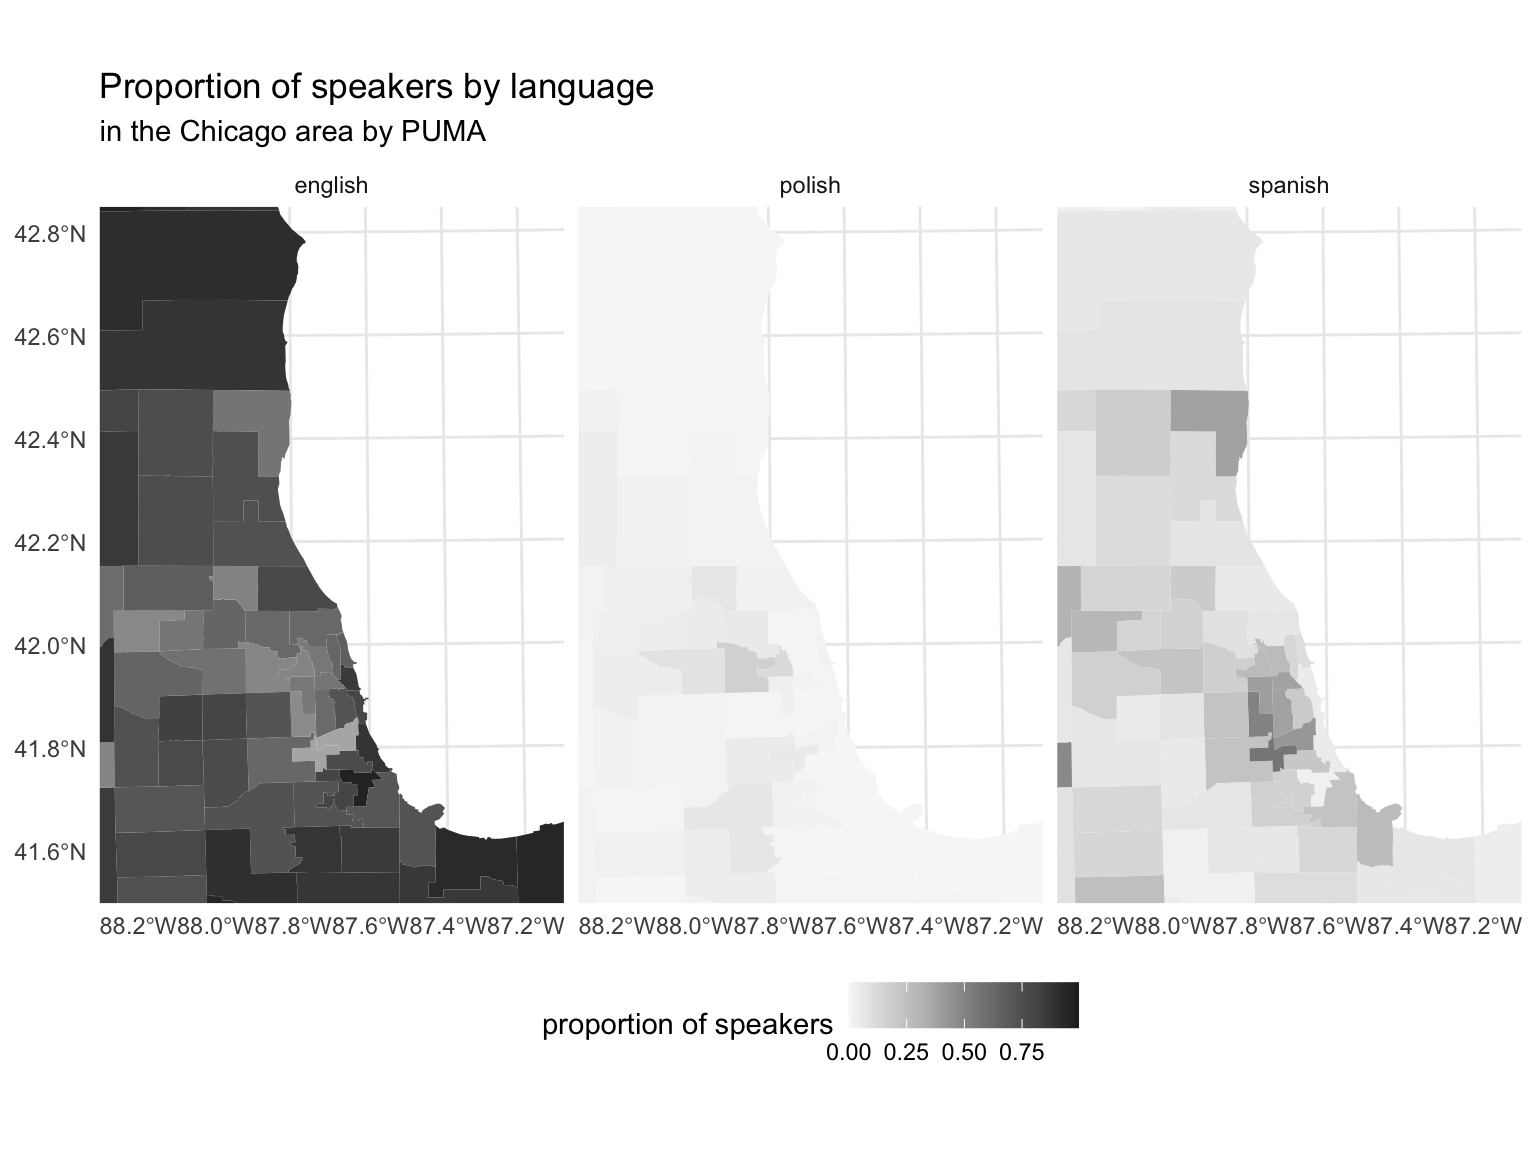 Proportion of speakers by language
in the Chicago area by PUMA
english polish spanish
42.8°N
42.6°N
42.4°N
42.2°N
42.0°N
41.8°N
41.6°N
88.2°W88.0°W87.8°W87.6°W87.4°W87.2°W 88.2°W88.0°W87.8°W87.6°W87.4°W87.2°W 88.2°W88.0°W87.8°W87.6°W87.4°W87.2°W
proportion of speakers
0.00 0.25 0.50 0.75